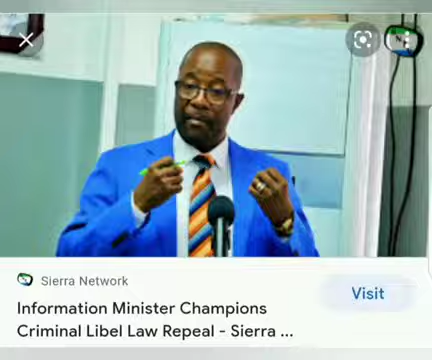 Sierra Network
Visit
Information Minister Champions
Criminal Libel Law Repeal - Sierra ...